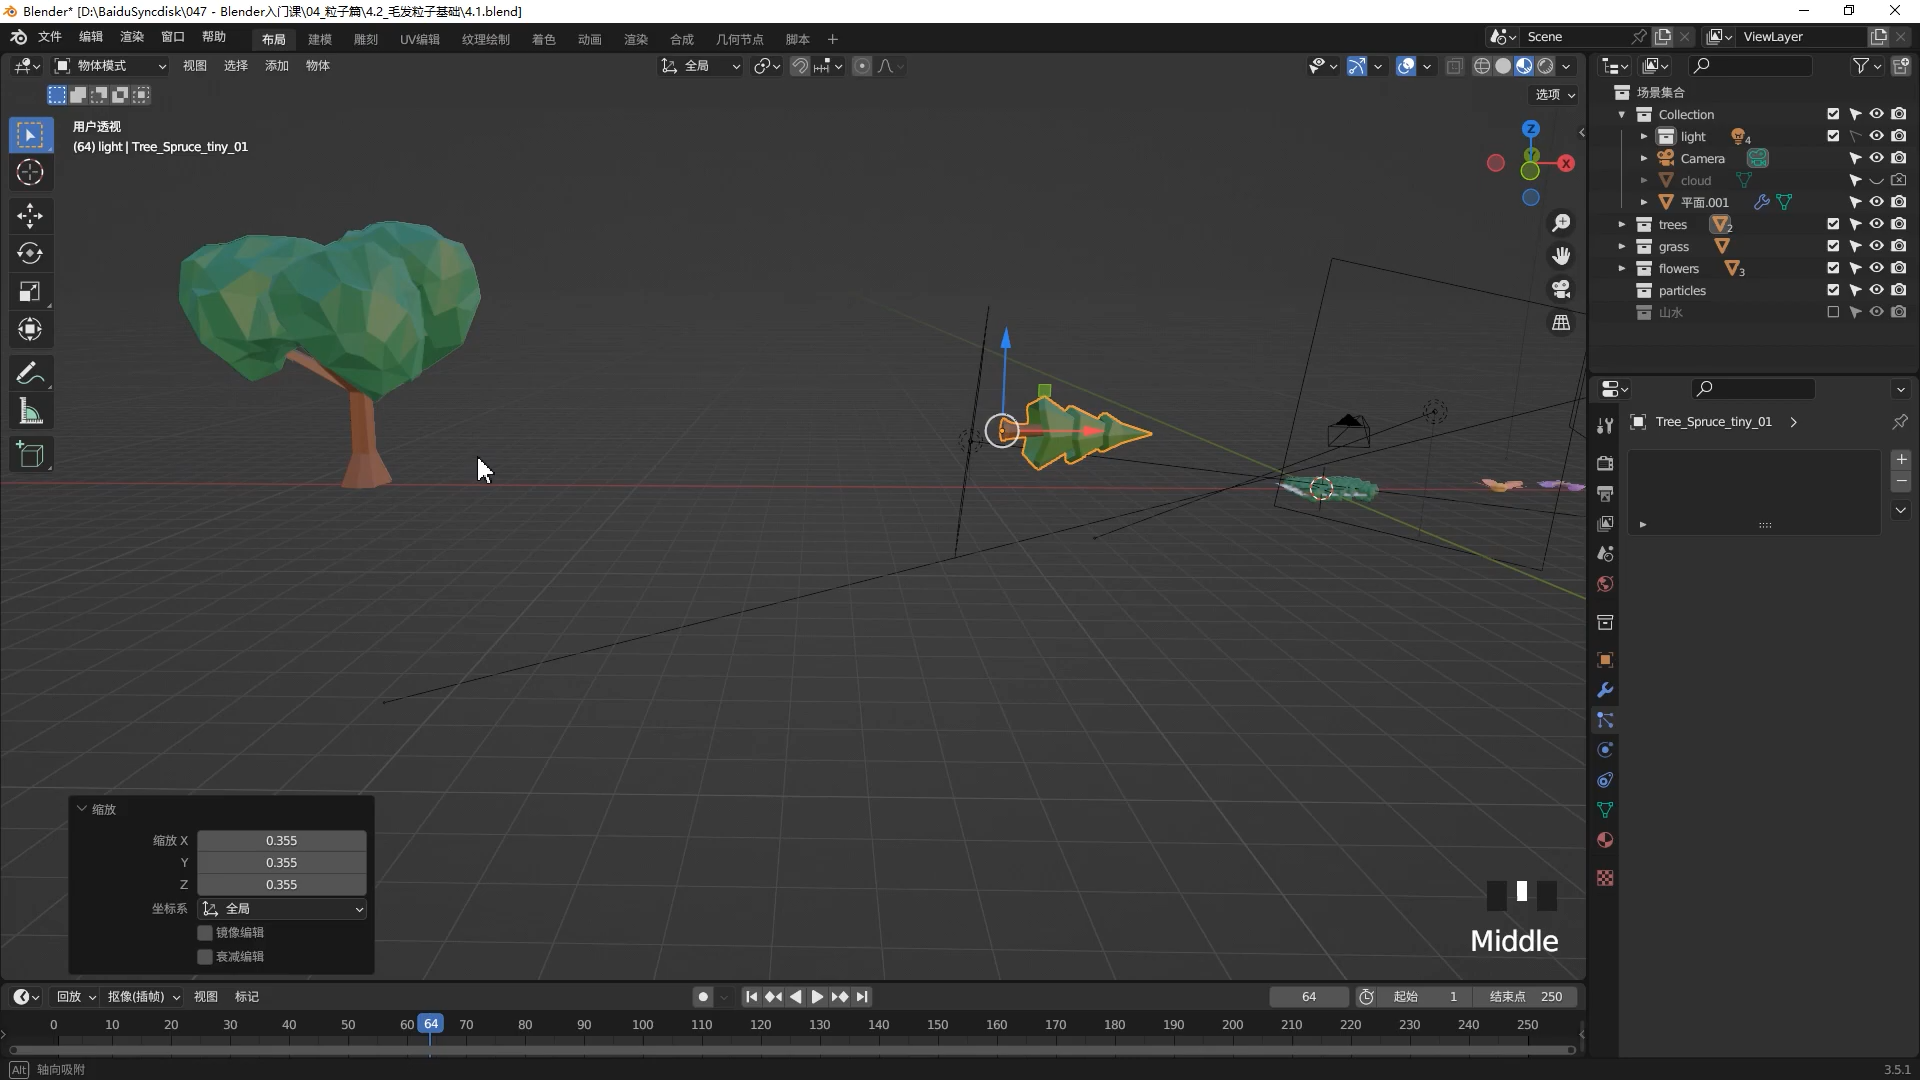 Blender* [D:\BaiduSyncdisk\047 - Blender入门课\04_粒子篇\4.2_毛发粒子基础\4.1.blend]
文件 编辑 渲染 窗口 帮助 布局 建模 雕刻 UV编辑 纹理绘制 着色 动画 渲染 合成 几何节点 脚本 + Scene ViewLayer
物体模式 视图 选择 添加 物体 全局
选项
用户透视
(64) light | Tree_Spruce_tiny_01
Z
Y
X
场景集合
Collection
light 4
Camera
cloud
平面.001
trees 2
grass
flowers 3
particles
山水
Tree_Spruce_tiny_01
缩放
缩放 X 0.355
Y 0.355
Z 0.355
坐标系 全局
镜像编辑
衰减编辑
Middle
回放 抠像(插帧) 视图 标记 64 起始 1 结束点 250
0 10 20 30 40 50 60 64 70 80 90 100 110 120 130 140 150 160 170 180 190 200 210 220 230 240 250
Alt 轴向吸附 3.5.1